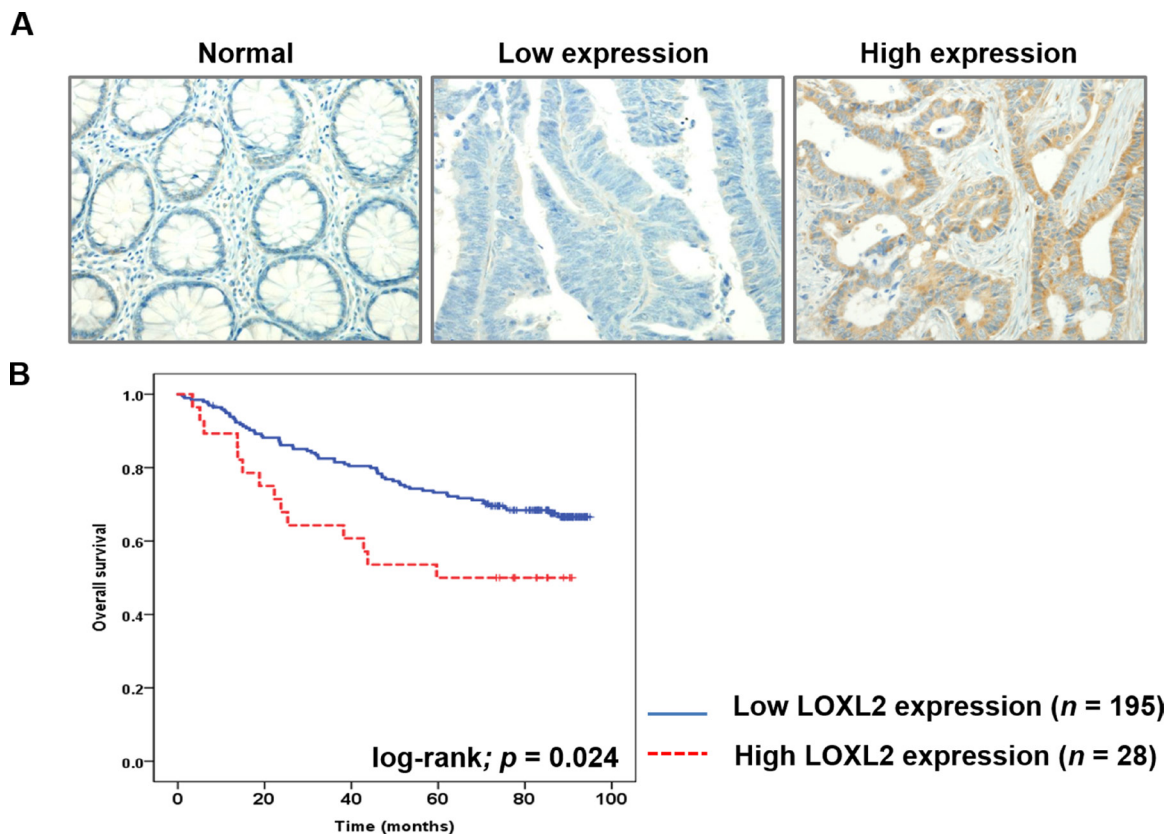 A
Normal
Low expression
High expression
B
1.0
0.8
0.6
0.4
0.2
0.0
Overall survival
log-rank; p = 0.024
0 20 40 60 80 100
Time (months)
Low LOXL2 expression (n = 195)
High LOXL2 expression (n = 28)